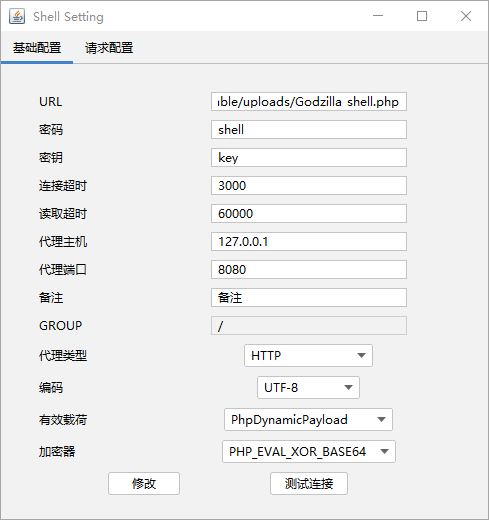 Shell Setting
基础配置 请求配置
URL ible/uploads/Godzilla shell.php
密码 shell
密钥 key
连接超时 3000
读取超时 60000
代理主机 127.0.0.1
代理端口 8080
备注 备注
GROUP /
代理类型 HTTP
编码 UTF-8
有效载荷 PhpDynamicPayload
加密器 PHP_EVAL_XOR_BASE64
修改 测试连接